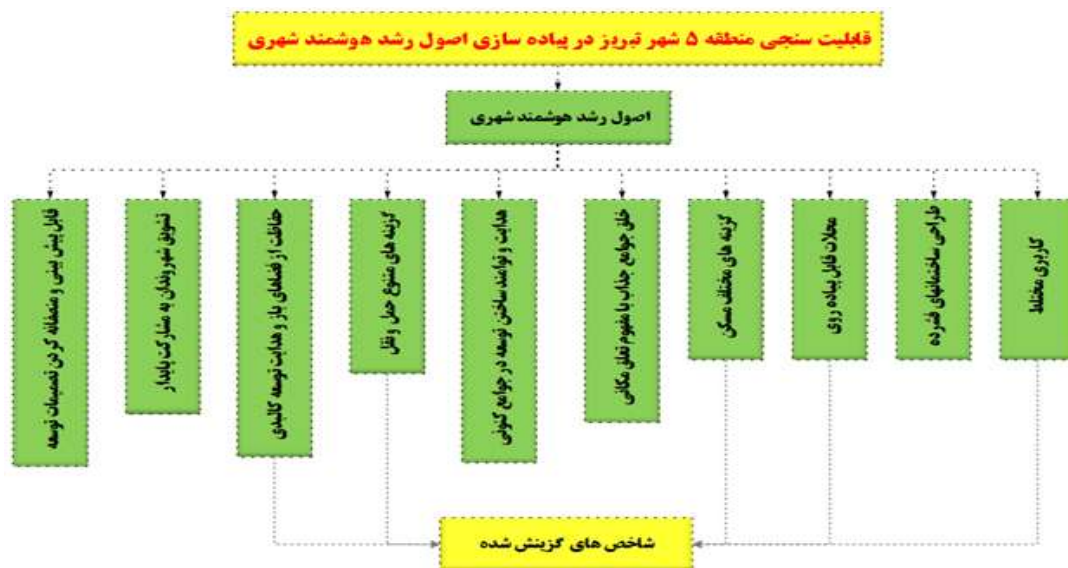 قابلیت سنجی منطقه ۵ شهر تبریز در پیاده سازی اصول رشد هوشمند شهری
اصول رشد هوشمند شهری
کاربری مختلط
طراحی ساختمانهای فشرده
محلات قابل پیاده روی
گزینه های مختلف مسکن
خلق جوامع جذاب با مفهوم تعلق مکانی
هدایت و توانمند ساختن توسعه در جوامع کنونی
گزینه های متنوع حمل و نقل
حفاظت از فضاهای باز و هدایت توسعه کالبدی
تشویق شهروندان به مشارکت پایدار
قابل پیش بینی و منصفانه کردن تصمیمات توسعه
شاخص های گزینش شده